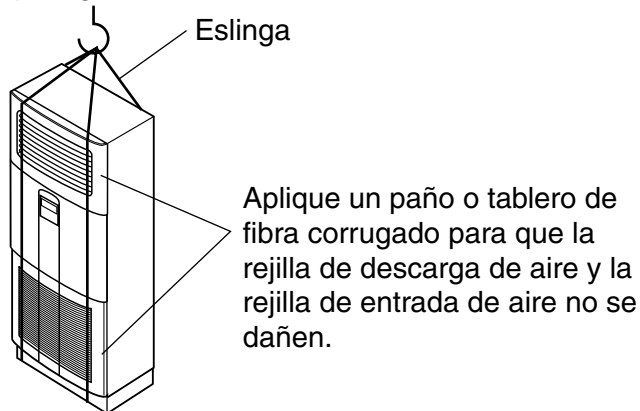 Eslinga
Aplique un paño o tablero de
fibra corrugado para que la
rejilla de descarga de aire y la
rejilla de entrada de aire no se
dañen.